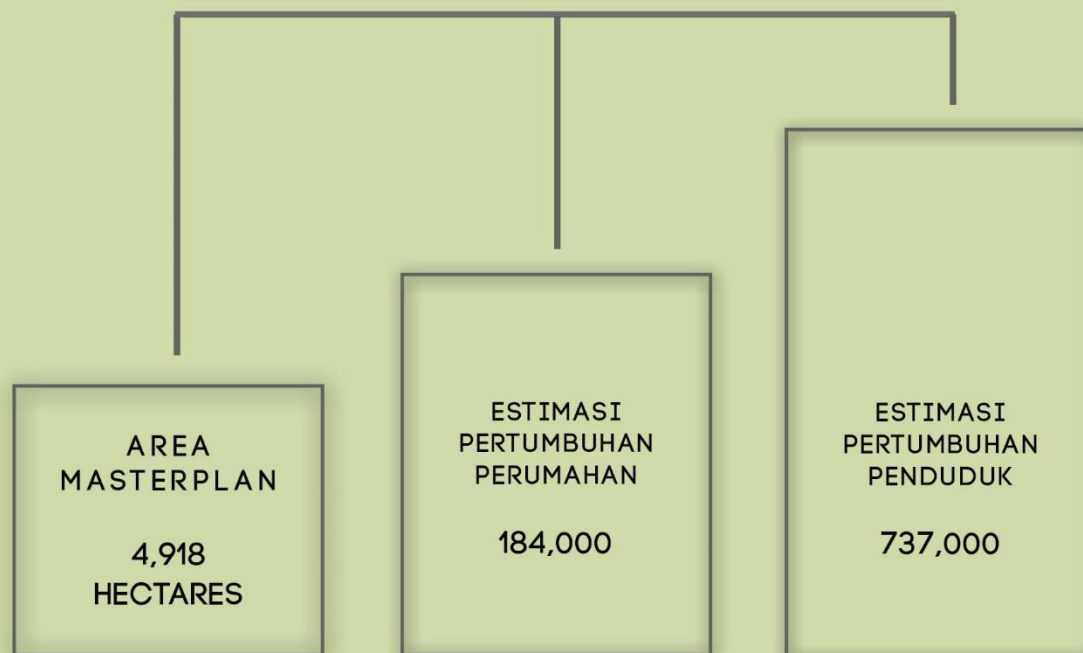 AREA
MASTERPLAN
4,918
HECTARES
ESTIMASI
PERTUMBUHAN
PERUMAHAN
184,000
ESTIMASI
PERTUMBUHAN
PENDUDUK
737,000